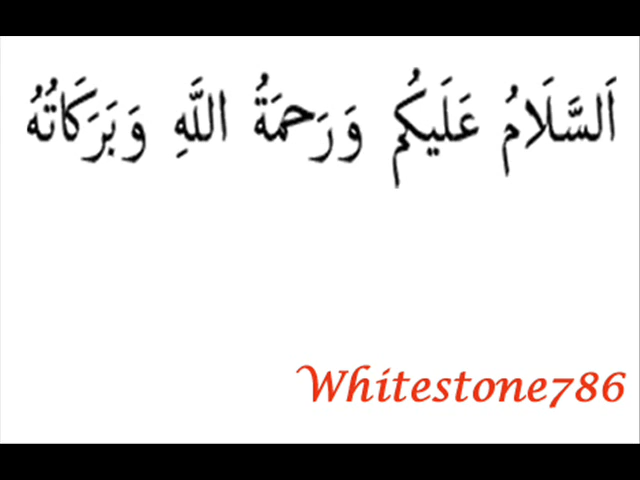 اَلسَّلَامُ عَلَيكُم وَرَحمَةُ اللَّهِ وَبَرَكَاتُهُ
Whitestone786